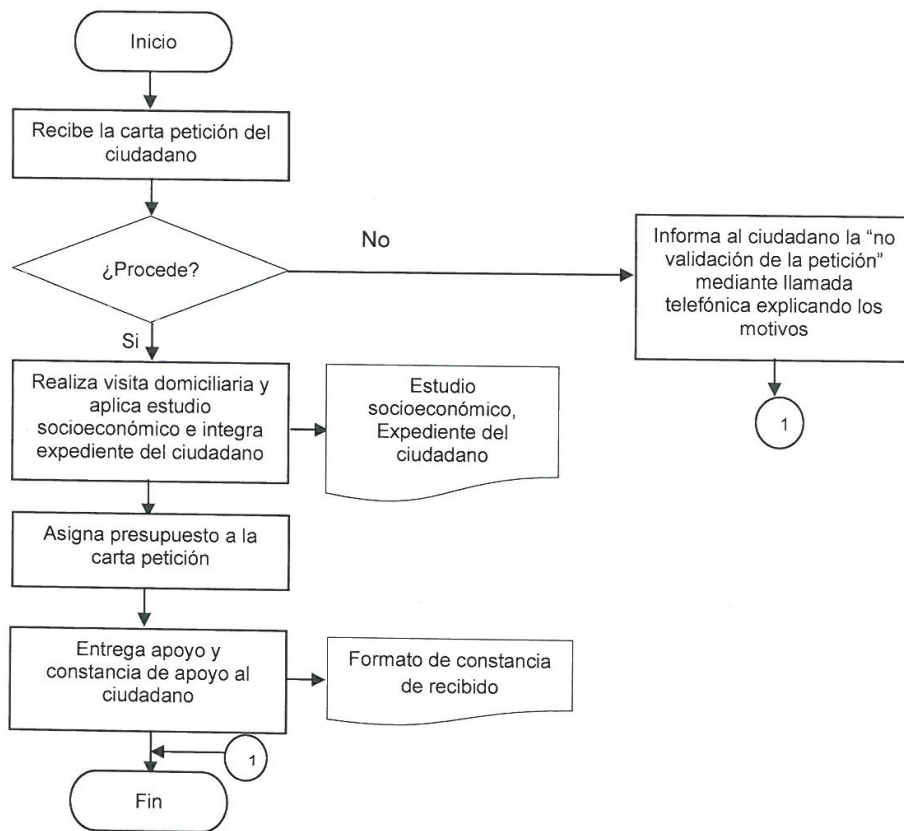 Inicio
Recibe la carta petición del
ciudadano
¿Procede?
No
Informa al ciudadano la “no
validación de la petición”
mediante llamada
telefónica explicando los
motivos
1
Si
Realiza visita domiciliaria y
aplica estudio
socioeconómico e integra
expediente del ciudadano
Estudio
socioeconómico,
Expediente del
ciudadano
Asigna presupuesto a la
carta petición
Entrega apoyo y
constancia de apoyo al
ciudadano
Formato de constancia
de recibido
1
Fin